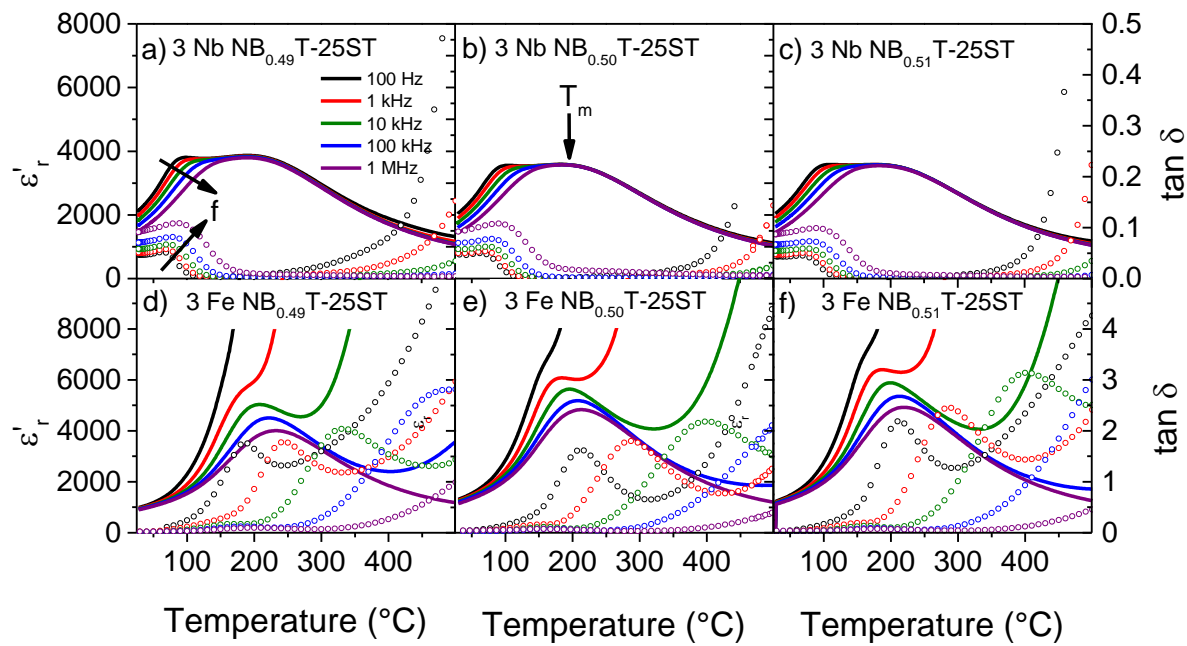 8000 a) 3 Nb NB0.49T-25ST b) 3 Nb NB0.50T-25ST c) 3 Nb NB0.51T-25ST 0.5
100 Hz
1 kHz
10 kHz
100 kHz
1 MHz
Tm
f
6000
4000
2000
0
ε'r
0.4
0.3
0.2
0.1
0.0
tan δ
d) 3 Fe NB0.49T-25ST e) 3 Fe NB0.50T-25ST f) 3 Fe NB0.51T-25ST
8000
6000
4000
2000
0
ε'r
ε'r
ε'r
4
3
2
1
0
tan δ
100 200 300 400 100 200 300 400 100 200 300 400
Temperature (°C) Temperature (°C) Temperature (°C)